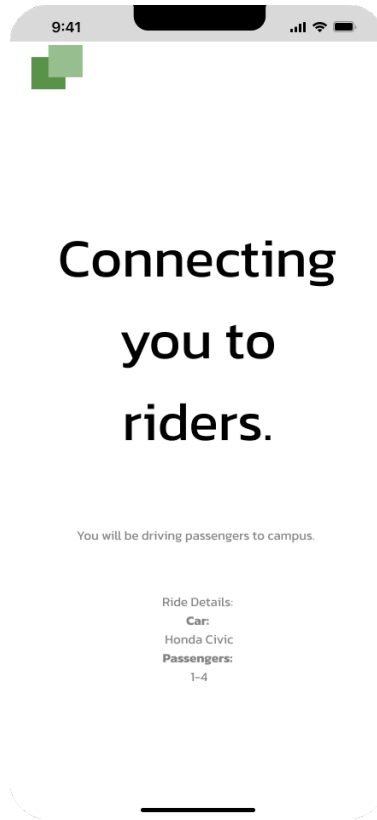 9:41
Connecting
you to
riders.
You will be driving passengers to campus.
Ride Details:
Car:
Honda Civic
Passengers:
1-4